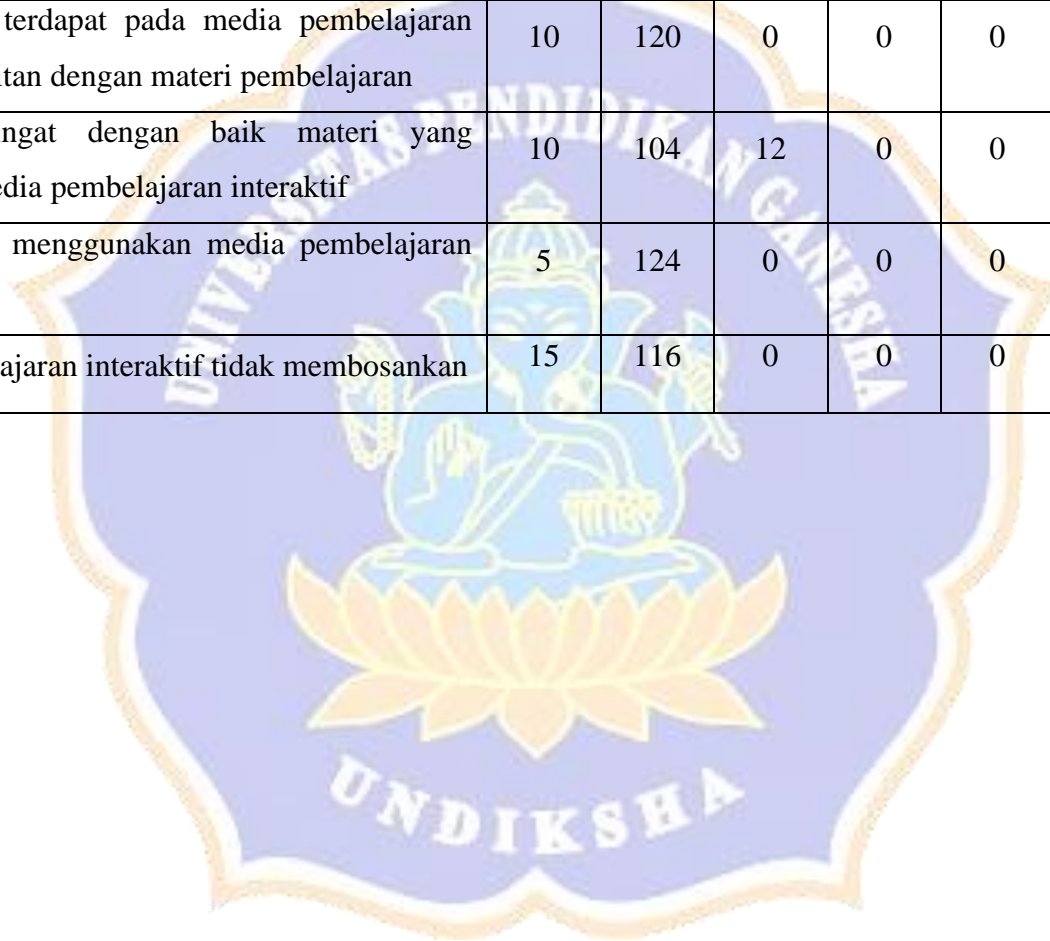 terdapat pada media pembelajaran 10 120 0 0 0
tan dengan materi pembelajaran
ngat dengan baik materi yang 10 104 12 0 0
edia pembelajaran interaktif
menggunakan media pembelajaran 5 124 0 0 0
ajaran interaktif tidak membosankan 15 116 0 0 0
UNIVERSITAS PENDIDIKAN GANESHA
UNDIKSHA